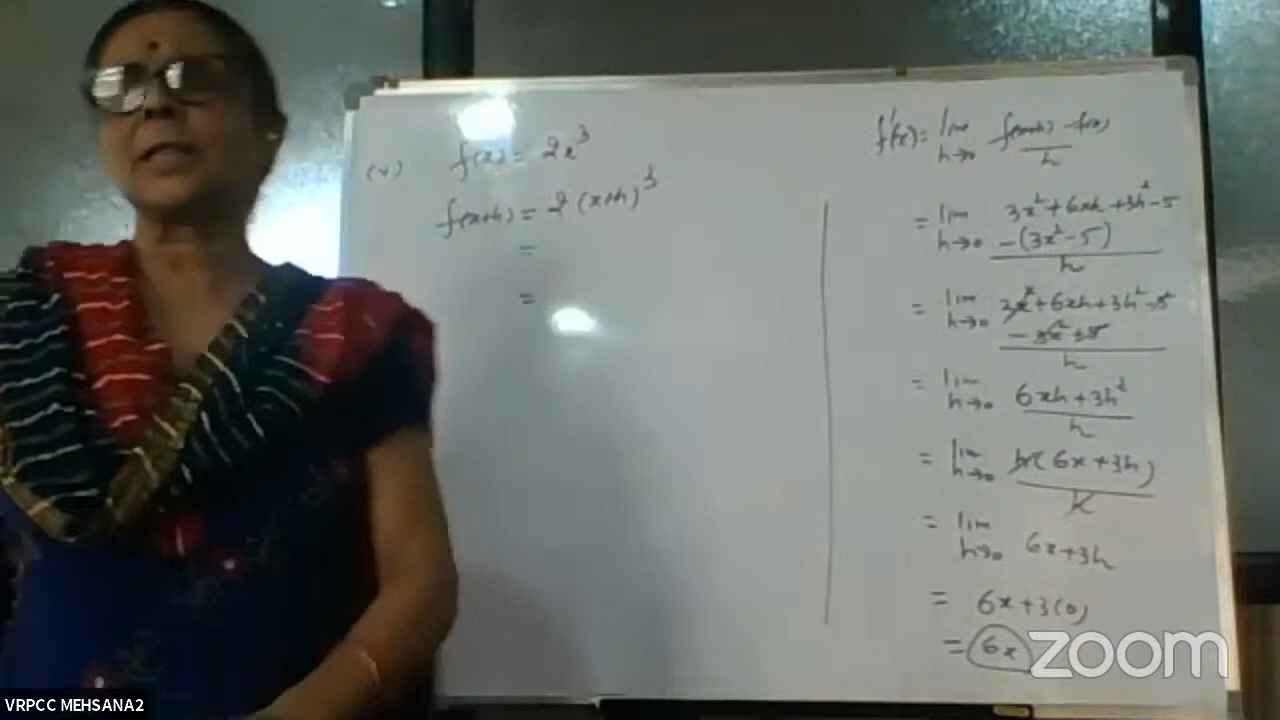 (v) f(x) = 2x³
f(x+h) = 2(x+h)³
=
=
f'(x) = lim h→0 f(x+h) - f(x) / h
= lim h→0 3x² + 6xh + 3h² - 5 - (3x² - 5) / h
= lim h→0 3x² + 6xh + 3h² - 5 - 3x² + 5 / h
= lim h→0 6xh + 3h² / h
= lim h→0 h(6x + 3h) / h
= lim h→0 6x + 3h
= 6x + 3(0)
= 6x
zoom
VRPCC MEHSANA2